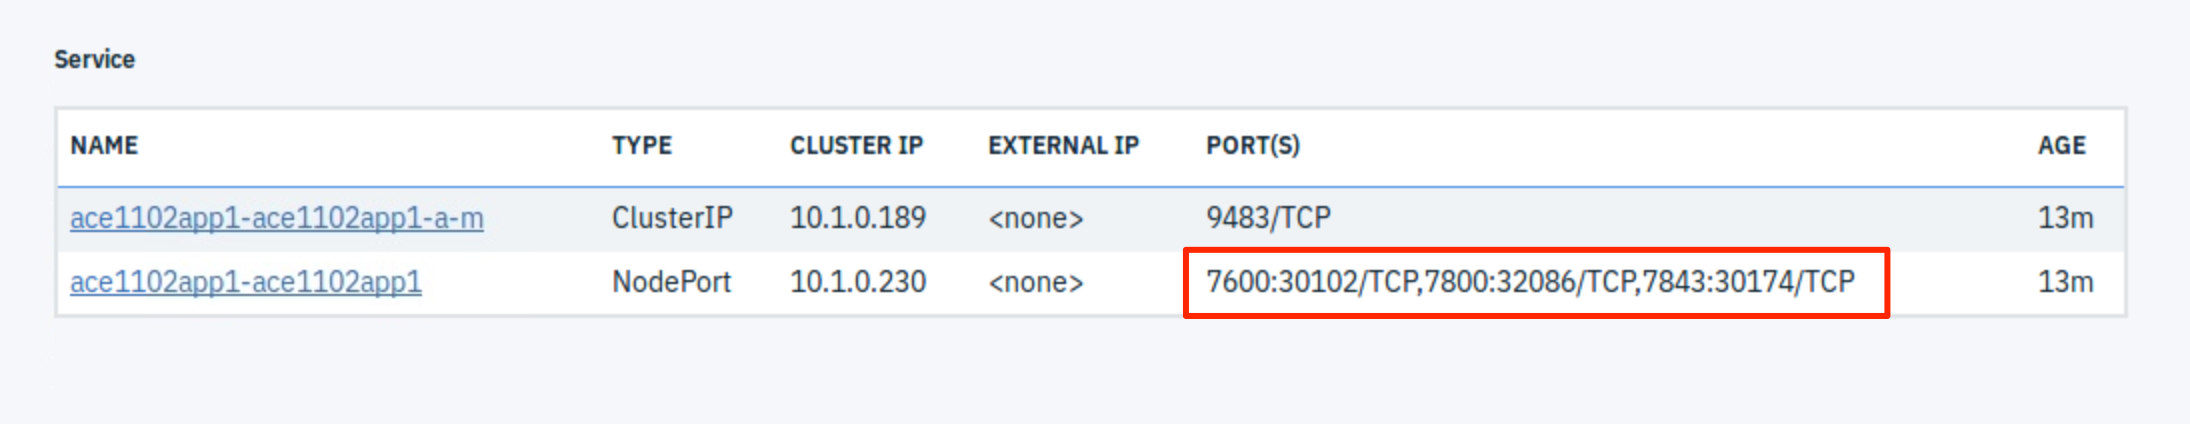 Service
NAME TYPE CLUSTER IP EXTERNAL IP PORT(S) AGE
ace1102app1-ace1102app1-a-m ClusterIP 10.1.0.189 <none> 9483/TCP 13m
ace1102app1-ace1102app1 NodePort 10.1.0.230 <none> 7600:30102/TCP,7800:32086/TCP,7843:30174/TCP 13m